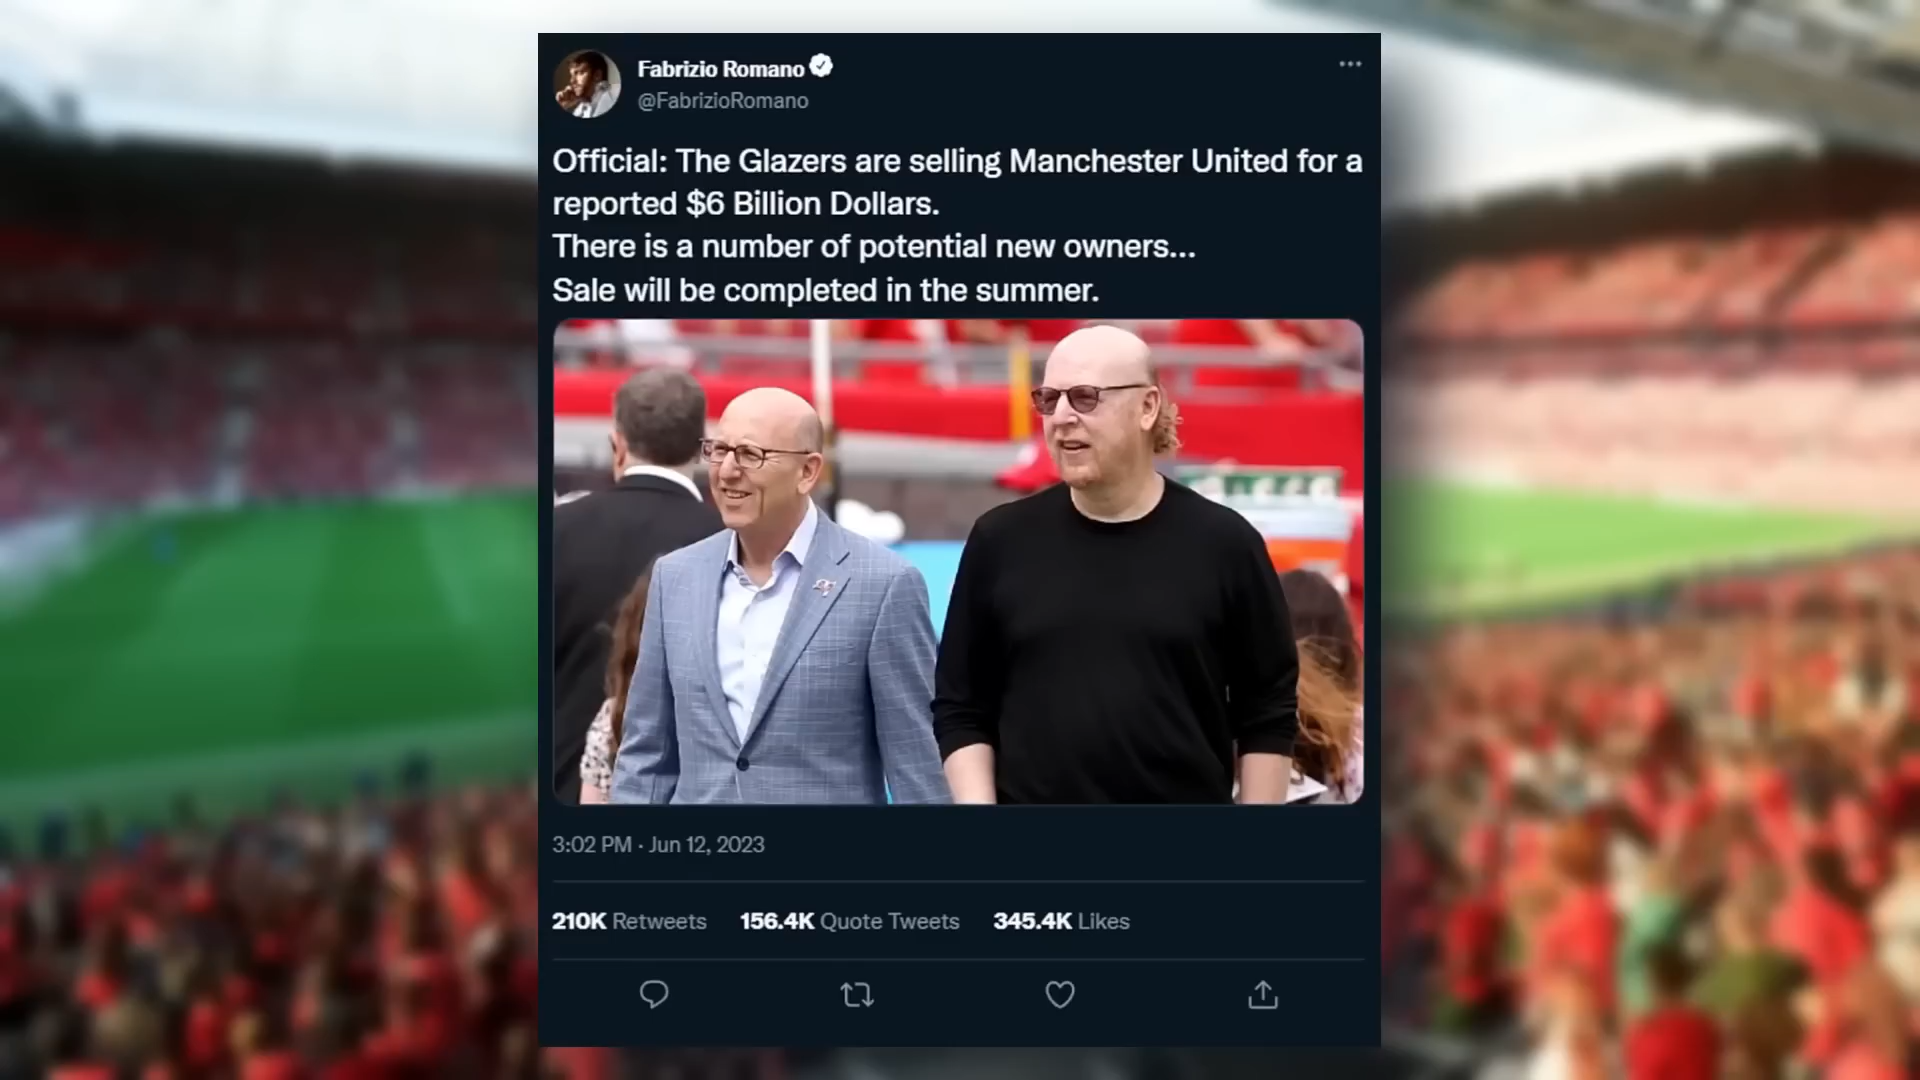 Fabrizio Romano
@FabrizioRomano
Official: The Glazers are selling Manchester United for a
reported $6 Billion Dollars.
There is a number of potential new owners...
Sale will be completed in the summer.
3:02 PM · Jun 12, 2023
210K Retweets 156.4K Quote Tweets 345.4K Likes